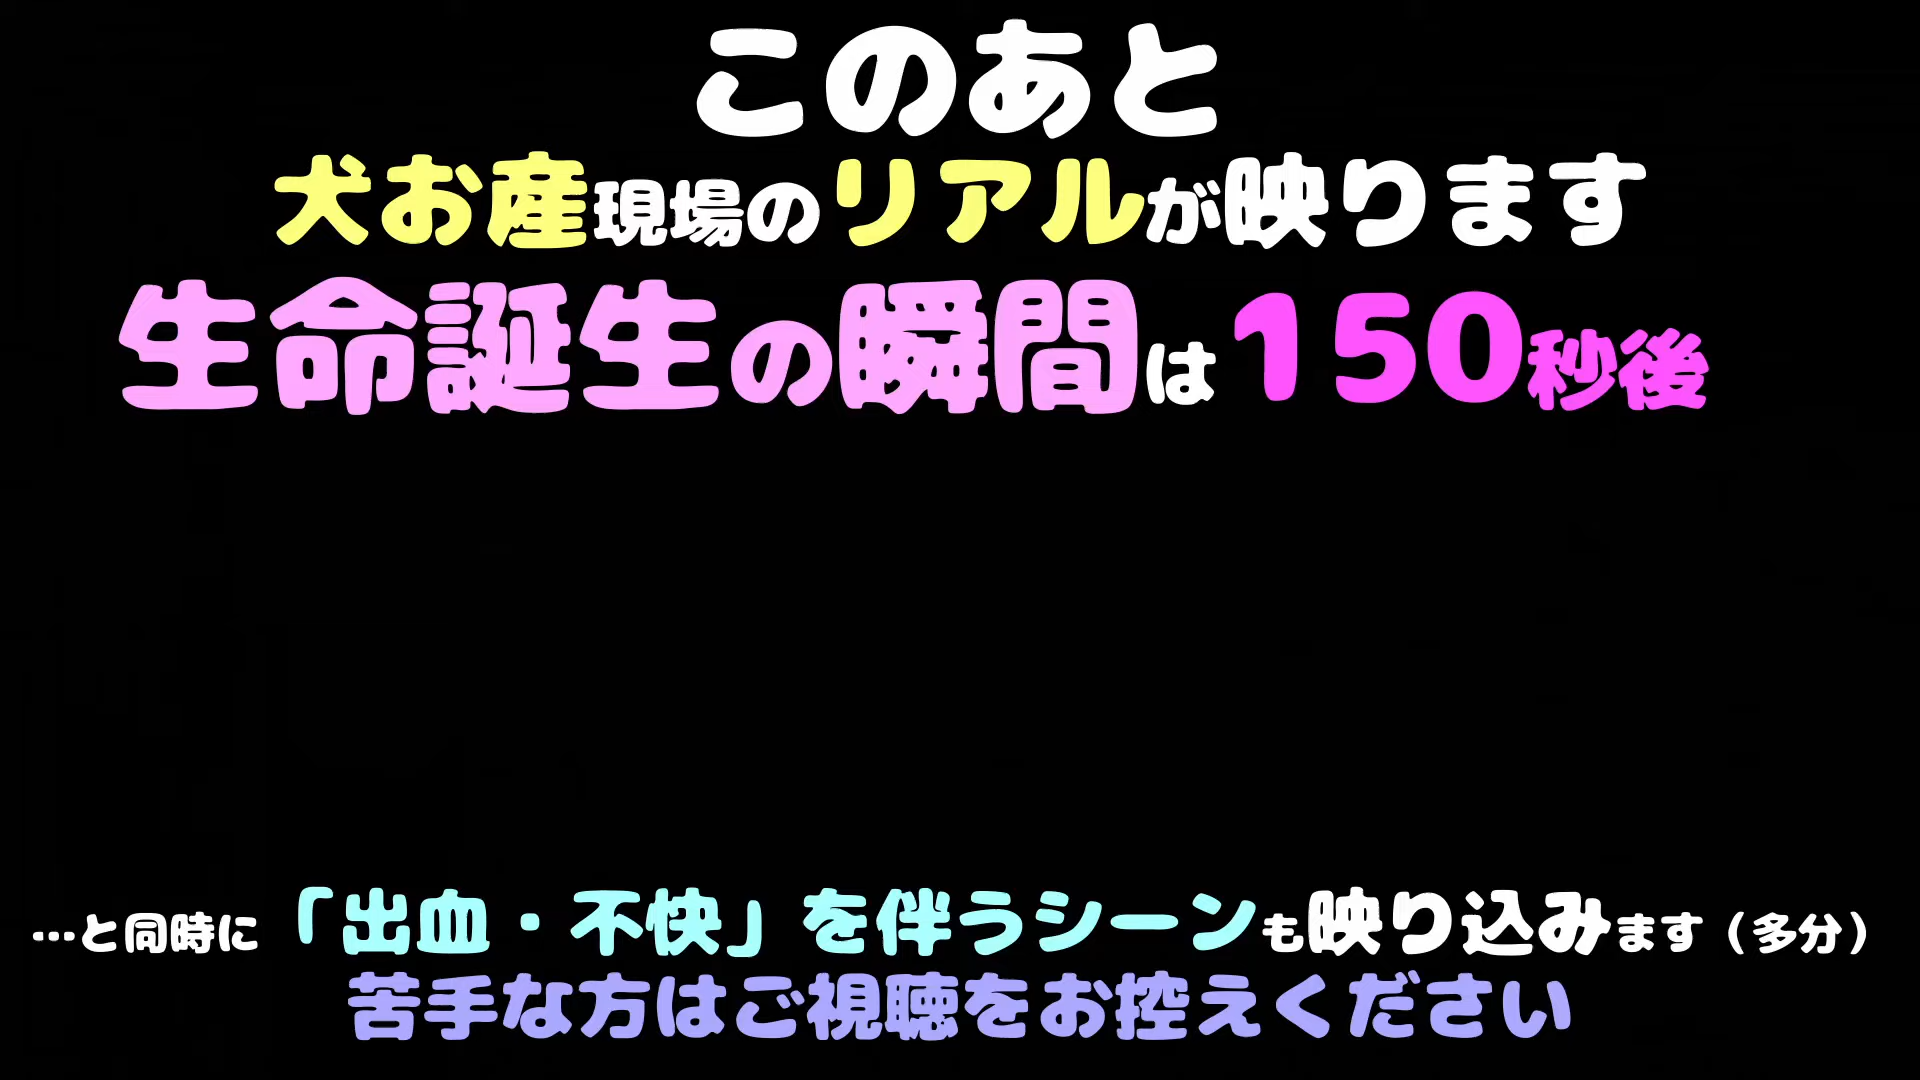 このあと
犬お産現場のリアルが映ります
生命誕生の瞬間は150秒後
…と同時に「出血・不快」を伴うシーンも映り込みます（多分）
苦手な方はご視聴をお控えください